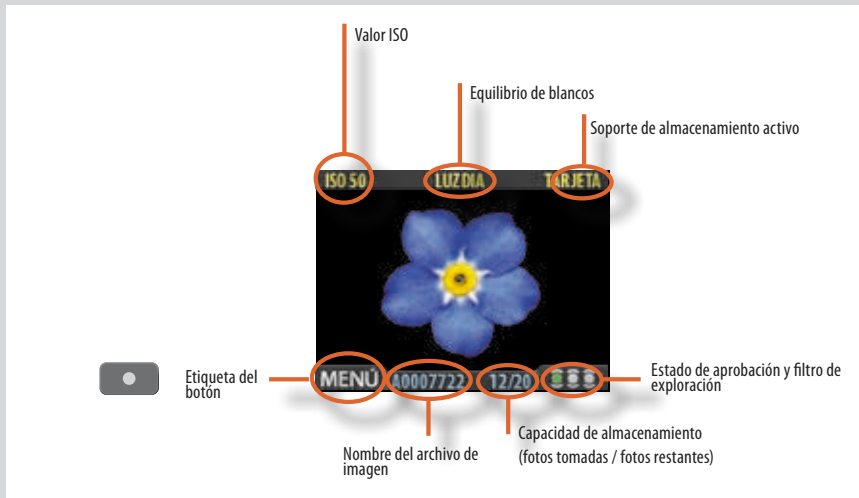 Valor ISO
Equilibrio de blancos
Soporte de almacenamiento activo
ISO 50
LUZ DIA
TARJETA
MENÚ
A0007722
12/20
Etiqueta del
botón
Estado de aprobación y filtro de
exploración
Nombre del archivo de
imagen
Capacidad de almacenamiento
(fotos tomadas / fotos restantes)